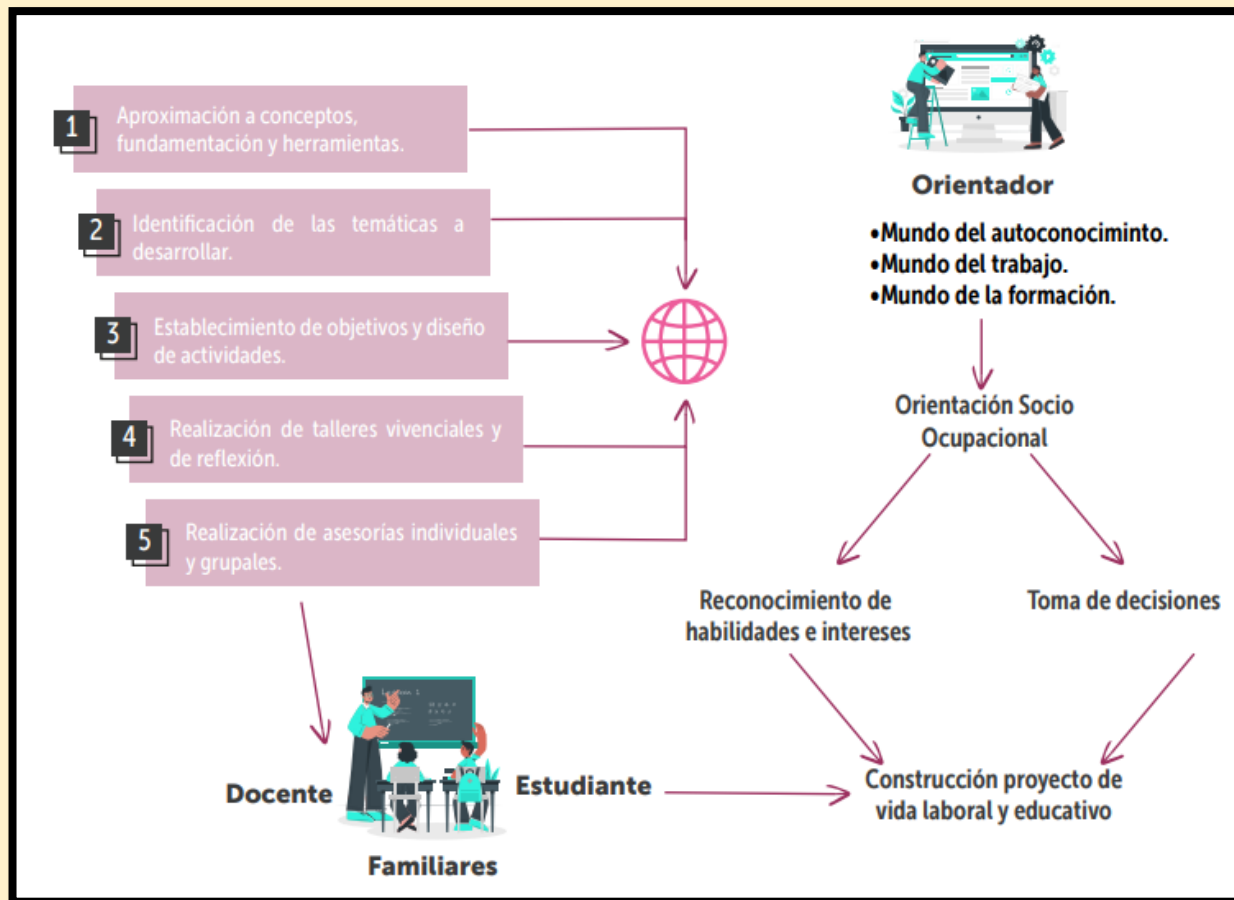 1
Aproximación a conceptos,
fundamentación y herramientas.
2
Identificación de las temáticas a
desarrollar.
3
Establecimiento de objetivos y diseño
de actividades.
4
Realización de talleres vivenciales y
de reflexión.
5
Realización de asesorías individuales
y grupales.
Orientador
•Mundo del autoconociminto.
•Mundo del trabajo.
•Mundo de la formación.
Orientación Socio
Ocupacional
Reconocimiento de
habilidades e intereses
Toma de decisiones
Lesson 1
Docente
Estudiante
Familiares
Construcción proyecto de
vida laboral y educativo